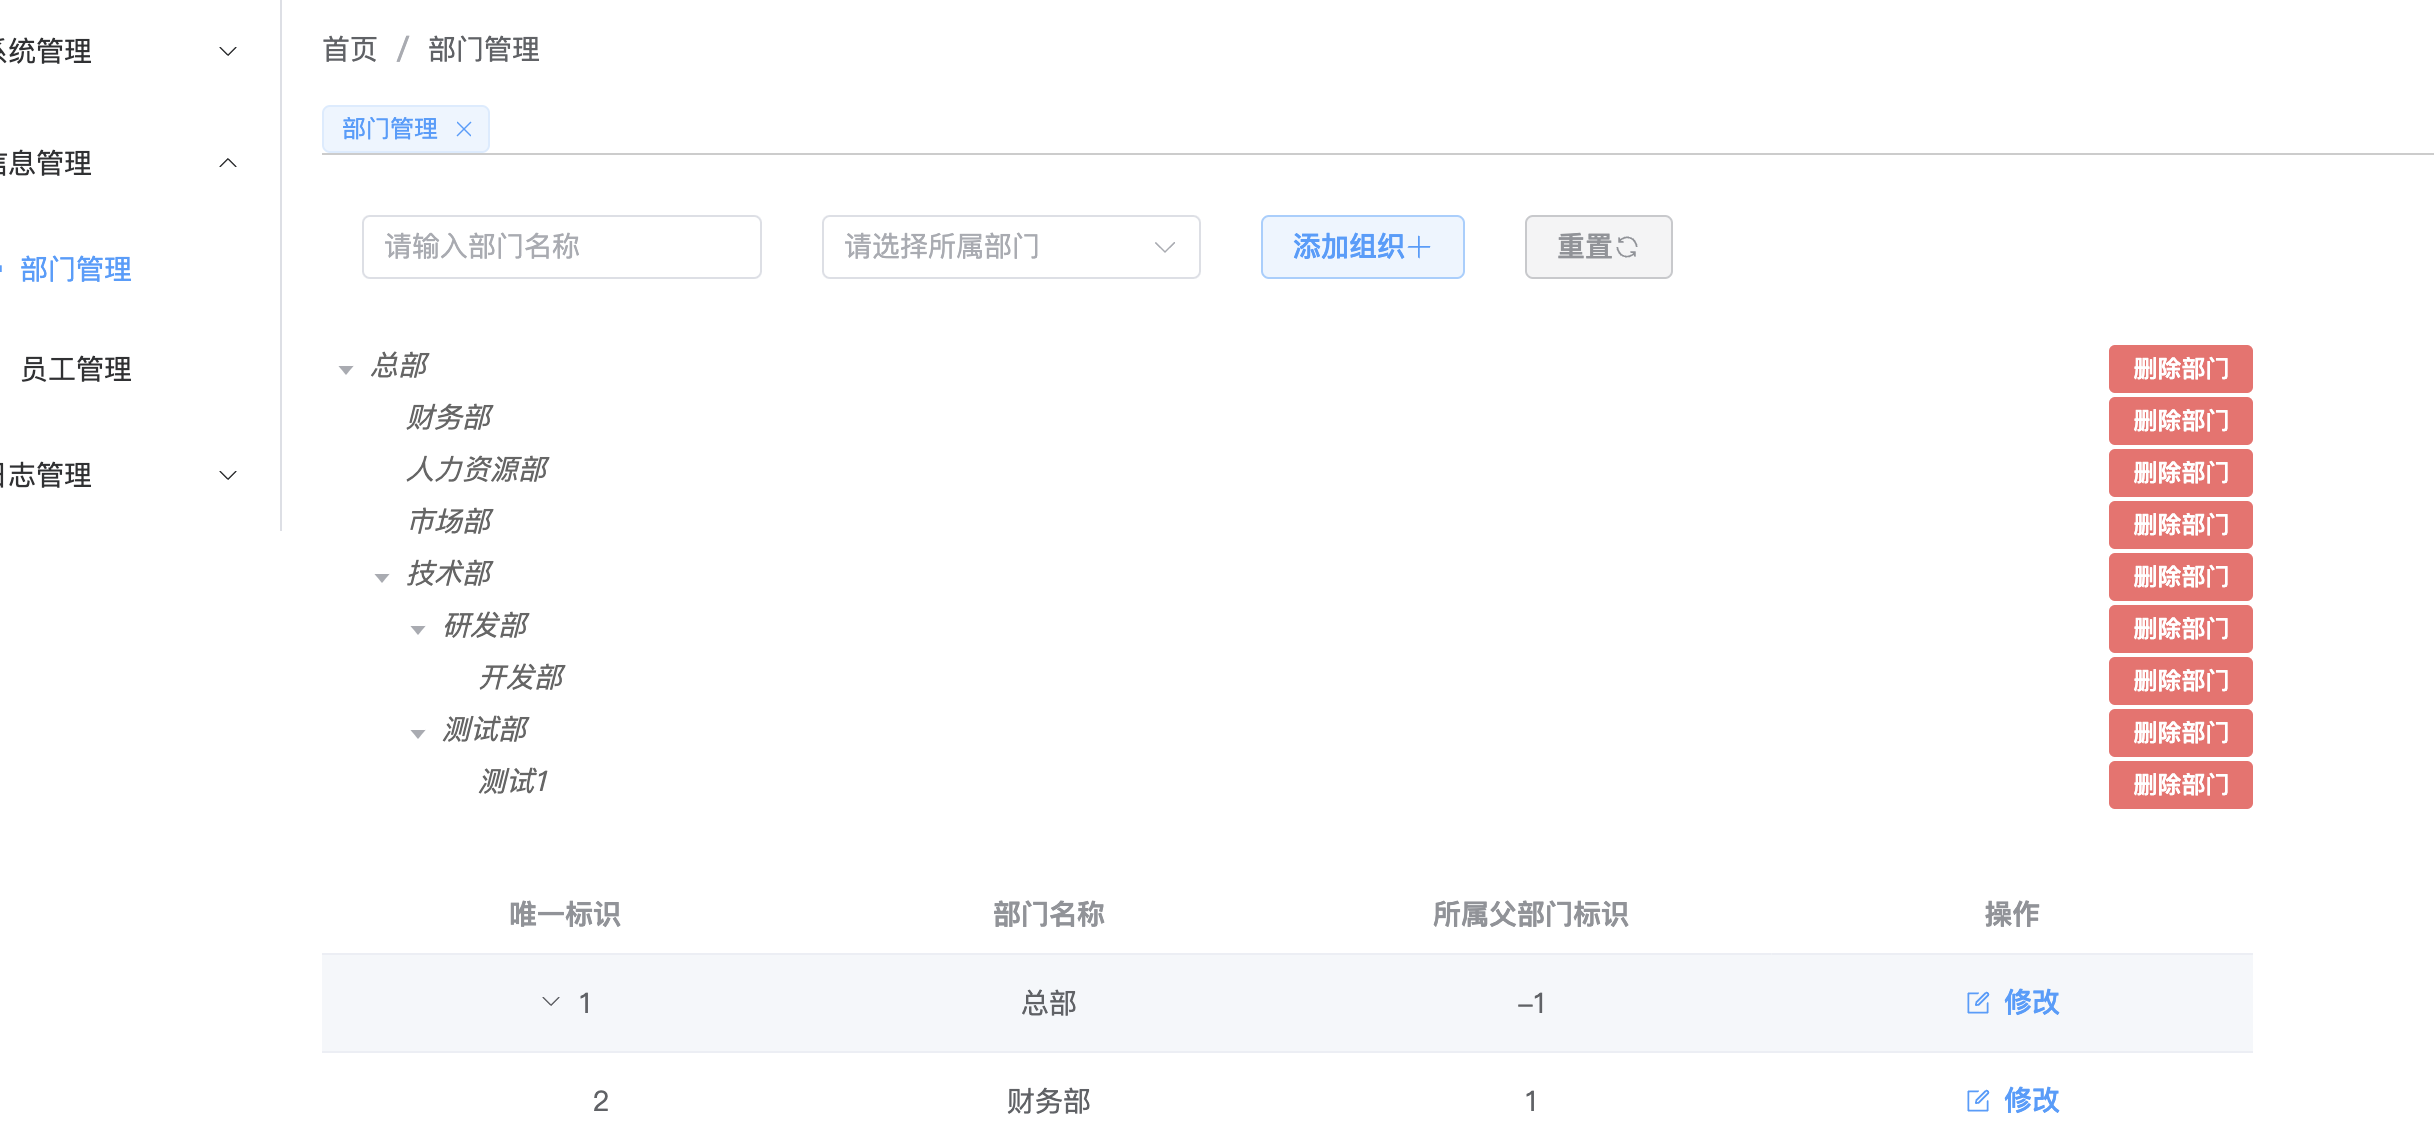 统管理
息管理
部门管理
员工管理
志管理
首页 / 部门管理
部门管理
请输入部门名称 请选择所属部门 添加组织 重置
总部 删除部门
财务部 删除部门
人力资源部 删除部门
市场部 删除部门
技术部 删除部门
研发部 删除部门
开发部 删除部门
测试部 删除部门
测试1 删除部门
唯一标识 部门名称 所属父部门标识 操作
1 总部 -1 修改
2 财务部 1 修改